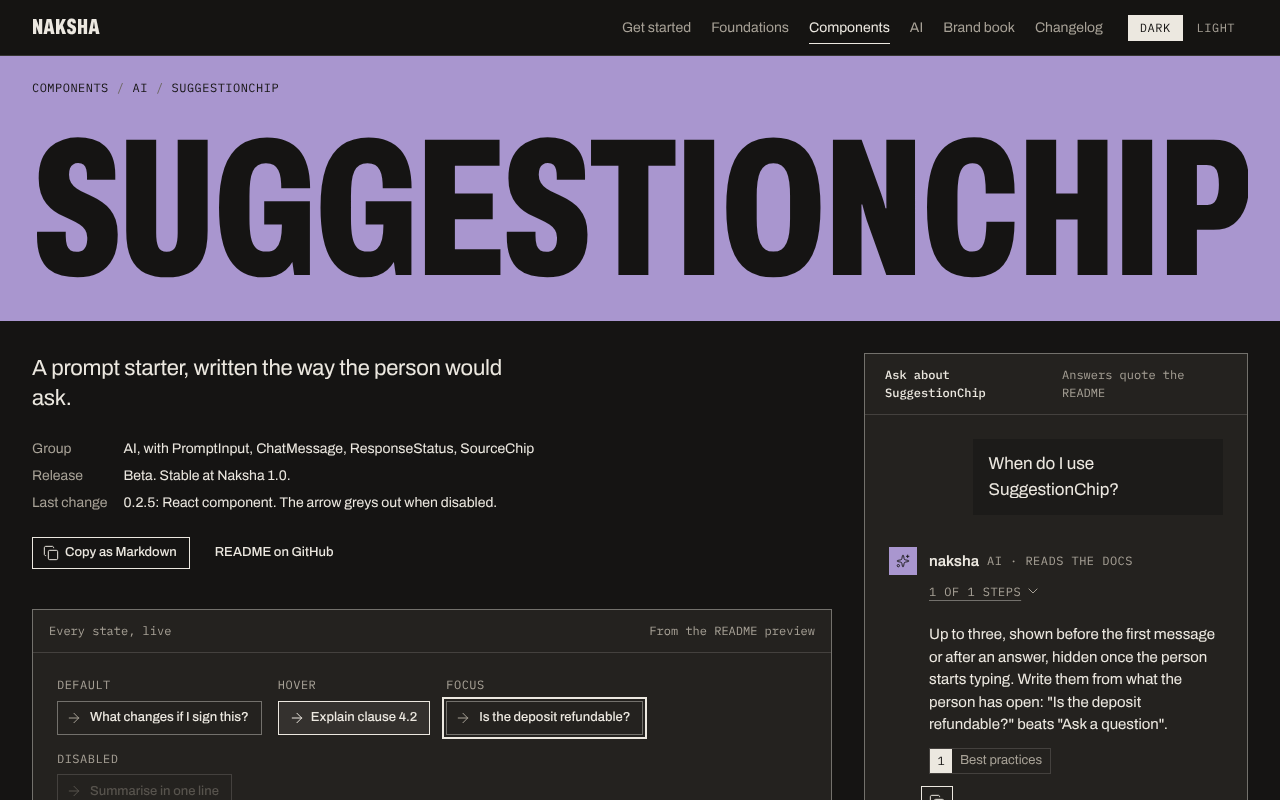 NAKSHA
Get started
Foundations
Components
AI
Brand book
Changelog
DARK
LIGHT
COMPONENTS / AI / SUGGESTIONCHIP
SUGGESTIONCHIP
A prompt starter, written the way the person would
ask.
Group AI, with PromptInput, ChatMessage, ResponseStatus, SourceChip
Release Beta. Stable at Naksha 1.0.
Last change 0.2.5: React component. The arrow greys out when disabled.
Copy as Markdown
README on GitHub
Every state, live
From the README preview
DEFAULT
What changes if I sign this?
HOVER
Explain clause 4.2
FOCUS
Is the deposit refundable?
DISABLED
Summarise in one line
Ask about
SuggestionChip
Answers quote the
README
When do I use
SuggestionChip?
naksha AI · READS THE DOCS
1 OF 1 STEPS
Up to three, shown before the first message
or after an answer, hidden once the person
starts typing. Write them from what the
person has open: "Is the deposit
refundable?" beats "Ask a question".
1 Best practices